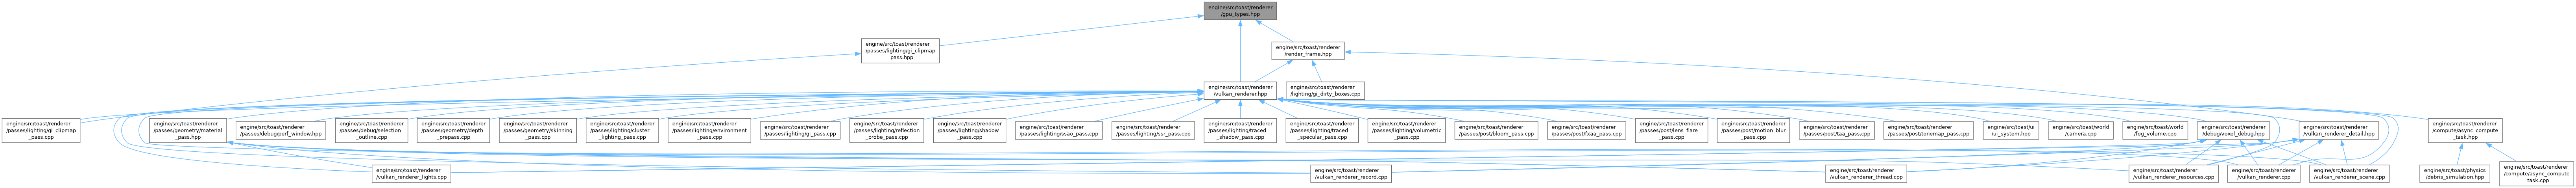 engine/src/toast/renderer
/gpu_types.hpp
engine/src/toast/renderer
/passes/lighting/gi_clipmap
_pass.hpp
engine/src/toast/renderer
/render_frame.hpp
engine/src/toast/renderer
/vulkan_renderer.hpp
engine/src/toast/renderer
/lighting/gi_dirty_boxes.cpp
engine/src/toast/renderer
/passes/lighting/gi_clipmap
_pass.cpp
engine/src/toast/renderer
/passes/geometry/material
_pass.hpp
engine/src/toast/renderer
/passes/debug/perf_window.hpp
engine/src/toast/renderer
/passes/debug/selection
_outline.cpp
engine/src/toast/renderer
/passes/geometry/depth
_prepass.cpp
engine/src/toast/renderer
/passes/geometry/skinning
_pass.cpp
engine/src/toast/renderer
/passes/lighting/cluster
_lighting_pass.cpp
engine/src/toast/renderer
/passes/lighting/environment
_pass.cpp
engine/src/toast/renderer
/passes/lighting/gi_pass.cpp
engine/src/toast/renderer
/passes/lighting/reflection
_probe_pass.cpp
engine/src/toast/renderer
/passes/lighting/shadow
_pass.cpp
engine/src/toast/renderer
/passes/lighting/ssao_pass.cpp
engine/src/toast/renderer
/passes/lighting/ssr_pass.cpp
engine/src/toast/renderer
/passes/lighting/traced
_shadow_pass.cpp
engine/src/toast/renderer
/passes/lighting/traced
_specular_pass.cpp
engine/src/toast/renderer
/passes/lighting/volumetric
_pass.cpp
engine/src/toast/renderer
/passes/post/bloom_pass.cpp
engine/src/toast/renderer
/passes/post/fxaa_pass.cpp
engine/src/toast/renderer
/passes/post/lens_flare
_pass.cpp
engine/src/toast/renderer
/passes/post/motion_blur
_pass.cpp
engine/src/toast/renderer
/passes/post/taa_pass.cpp
engine/src/toast/renderer
/passes/post/tonemap_pass.cpp
engine/src/toast/ui
/ui_system.hpp
engine/src/toast/world
/camera.cpp
engine/src/toast/world
/fog_volume.cpp
engine/src/toast/renderer
/debug/voxel_debug.hpp
engine/src/toast/renderer
/vulkan_renderer_detail.hpp
engine/src/toast/renderer
/compute/async_compute
_task.hpp
engine/src/toast/renderer
/vulkan_renderer_lights.cpp
engine/src/toast/renderer
/vulkan_renderer_record.cpp
engine/src/toast/renderer
/vulkan_renderer_thread.cpp
engine/src/toast/renderer
/vulkan_renderer_resources.cpp
engine/src/toast/renderer
/vulkan_renderer.cpp
engine/src/toast/renderer
/vulkan_renderer_scene.cpp
engine/src/toast/physics
/debris_simulation.hpp
engine/src/toast/renderer
/compute/async_compute
_task.cpp